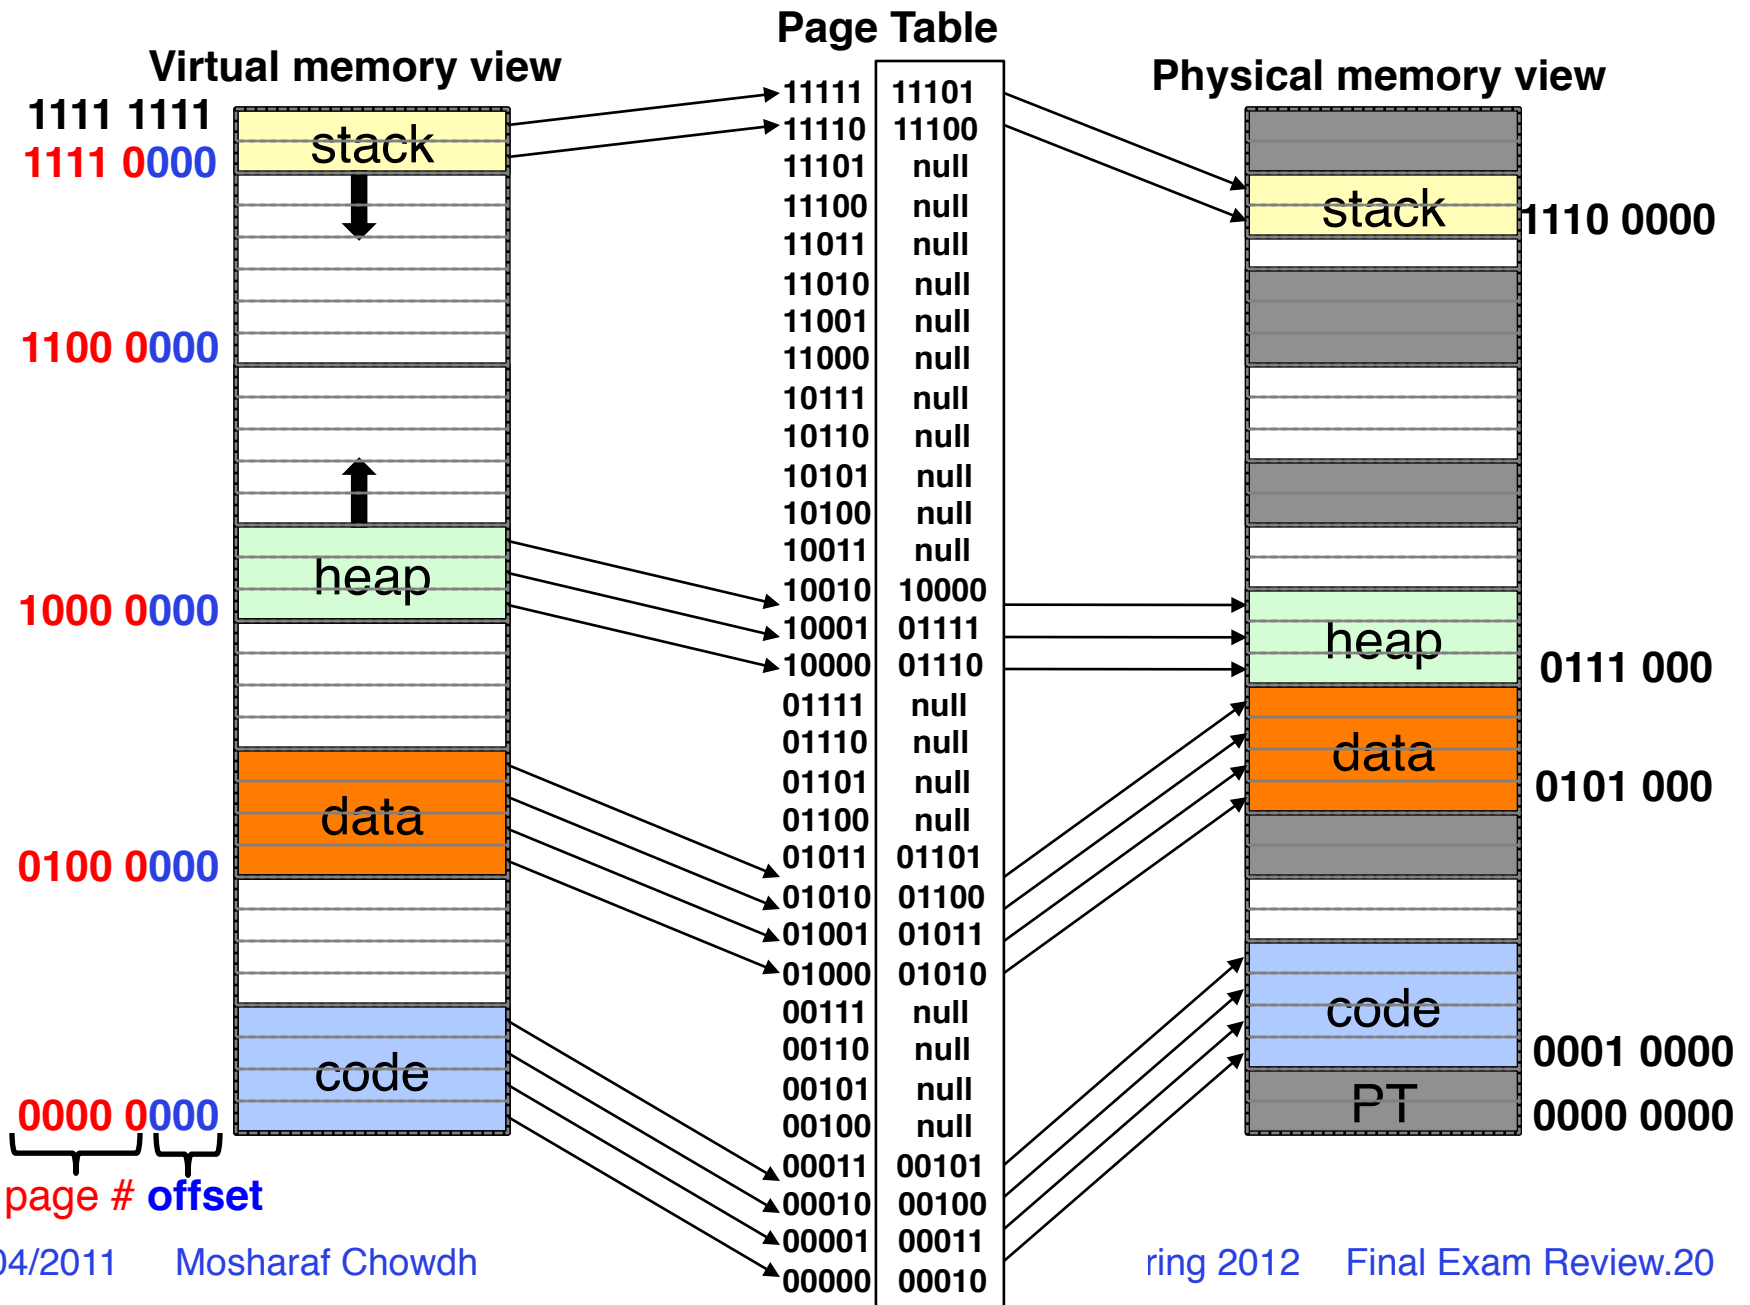 Page Table
Virtual memory view
Physical memory view
1111 1111
1111 0000
1100 0000
1000 0000
0100 0000
0000 0000
page # offset
stack
heap
data
code
11111 11101
11110 11100
11101 null
11100 null
11011 null
11010 null
11001 null
11000 null
10111 null
10110 null
10101 null
10100 null
10011 null
10010 10000
10001 01111
10000 01110
01111 null
01110 null
01101 null
01100 null
01011 01101
01010 01100
01001 01011
01000 01010
00111 null
00110 null
00101 null
00100 null
00011 00101
00010 00100
00001 00011
00000 00010
stack
1110 0000
heap
0111 000
data
0101 000
code
0001 0000
PT
0000 0000
04/2011 Mosharaf Chowdh
ring 2012 Final Exam Review.20